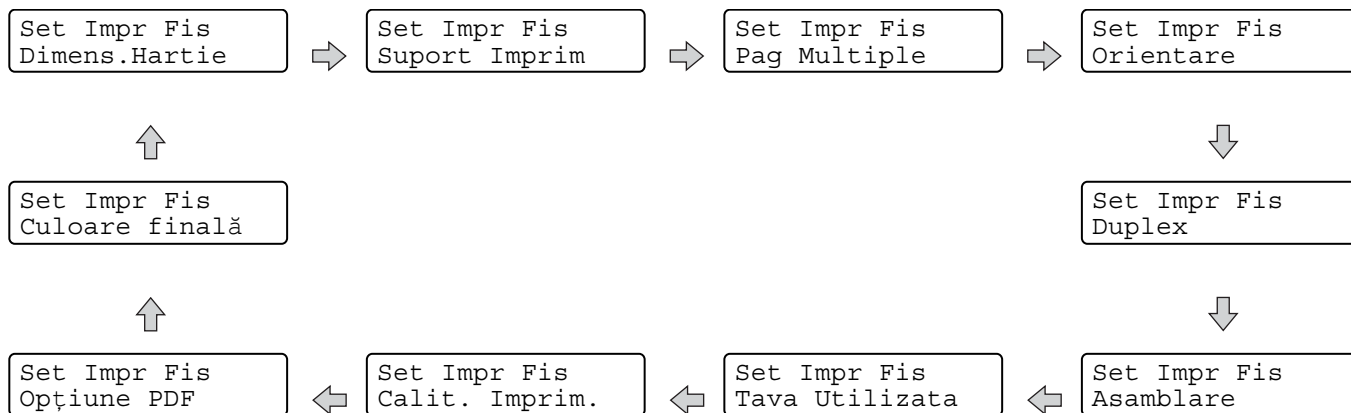 Set Impr Fis
Dimens.Hartie
Set Impr Fis
Suport Imprim
Set Impr Fis
Pag Multiple
Set Impr Fis
Orientare
Set Impr Fis
Culoare finală
Set Impr Fis
Duplex
Set Impr Fis
Opțiune PDF
Set Impr Fis
Calit. Imprim.
Set Impr Fis
Tava Utilizata
Set Impr Fis
Asamblare